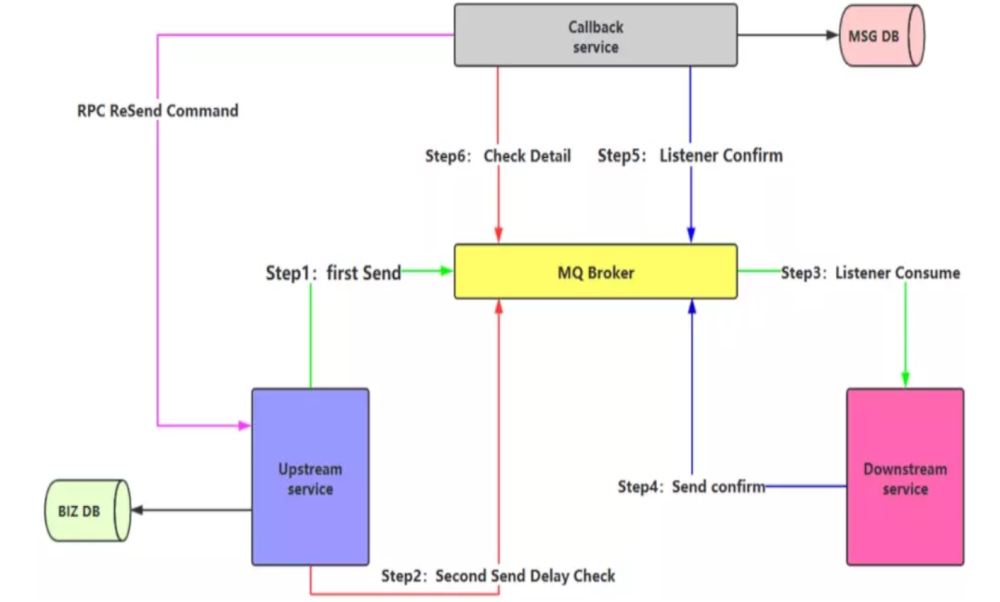 Callback
service
MSG DB
RPC ReSend Command
Step6: Check Detail
Step5: Listener Confirm
Step1: first Send
MQ Broker
Step3: Listener Consume
Upstream
service
Downstream
service
Step4: Send confirm
BIZ DB
Step2: Second Send Delay Check